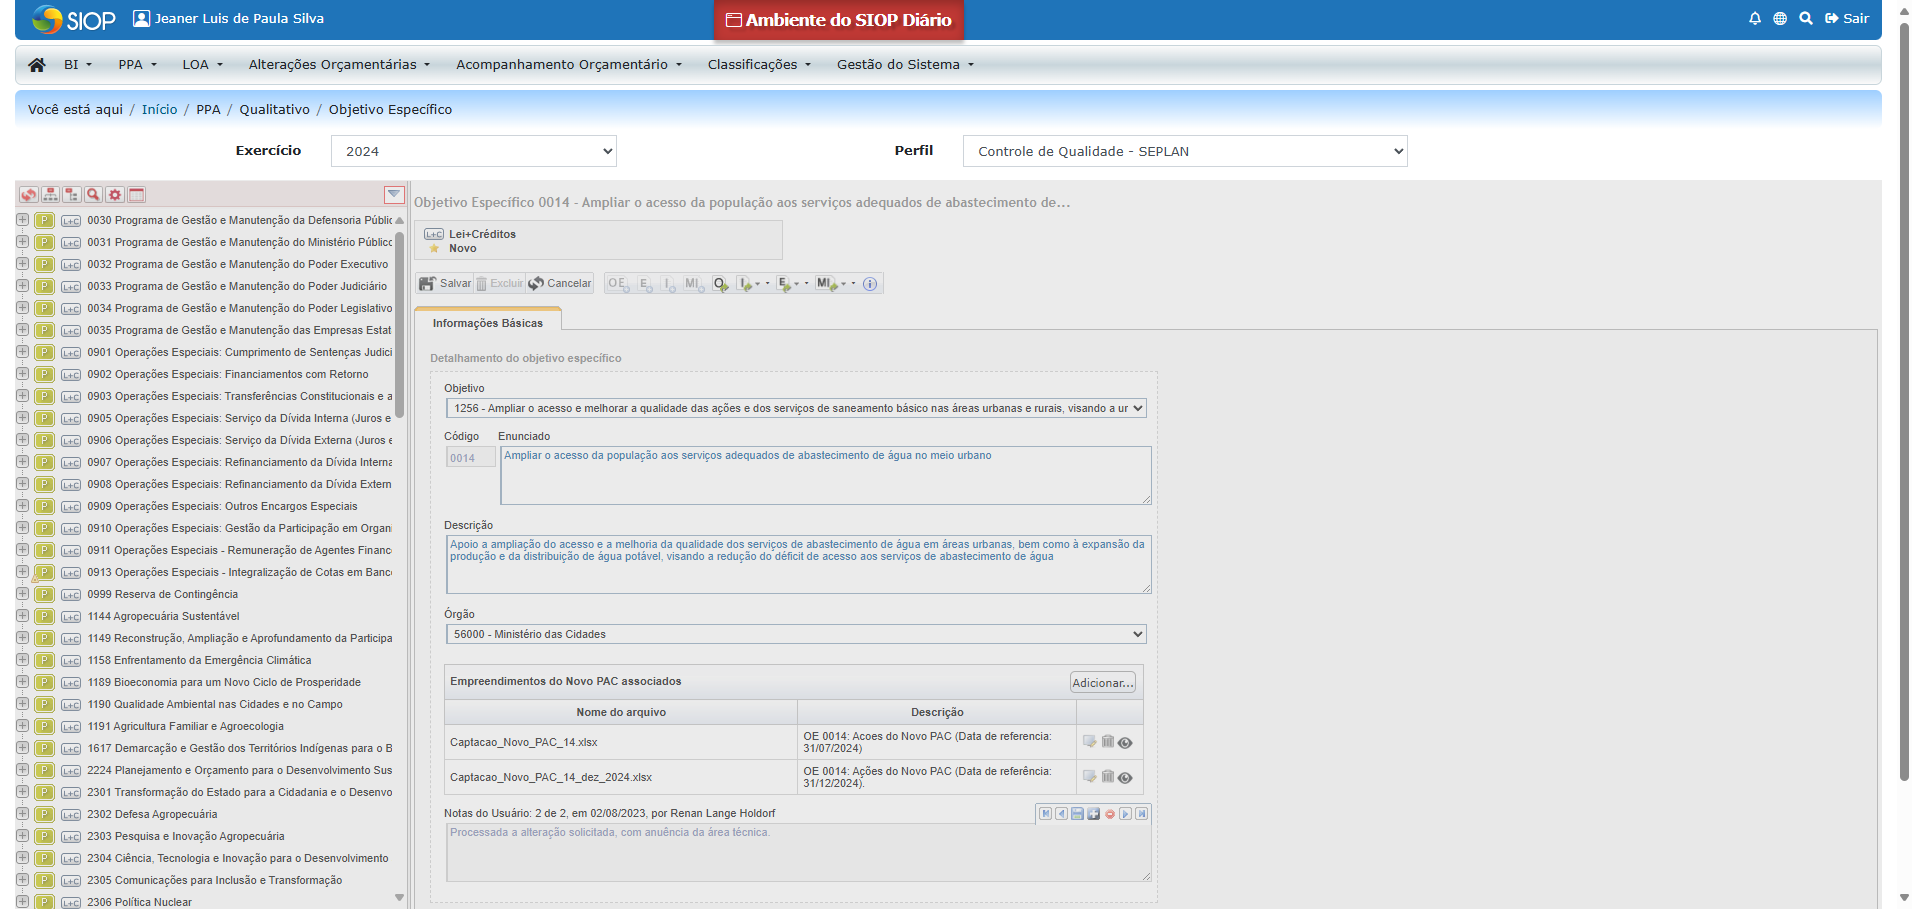 SIOP Jeaner Luis de Paula Silva Ambiente do SIOP Diário Sair
BI PPA LOA Alterações Orçamentárias Acompanhamento Orçamentário Classificações Gestão do Sistema
Você está aqui / Início / PPA / Qualitativo / Objetivo Específico
Exercício 2024 Perfil Controle de Qualidade - SEPLAN
P L+C 0030 Programa de Gestão e Manutenção da Defensoria Públic
P L+C 0031 Programa de Gestão e Manutenção do Ministério Público
P L+C 0032 Programa de Gestão e Manutenção do Poder Executivo
P L+C 0033 Programa de Gestão e Manutenção do Poder Judiciário
P L+C 0034 Programa de Gestão e Manutenção do Poder Legislativo
P L+C 0035 Programa de Gestão e Manutenção das Empresas Estat
P L+C 0901 Operações Especiais: Cumprimento de Sentenças Judici
P L+C 0902 Operações Especiais: Financiamentos com Retorno
P L+C 0903 Operações Especiais: Transferências Constitucionais e a
P L+C 0905 Operações Especiais: Serviço da Dívida Interna (Juros e
P L+C 0906 Operações Especiais: Serviço da Dívida Externa (Juros e
P L+C 0907 Operações Especiais: Refinanciamento da Dívida Interna
P L+C 0908 Operações Especiais: Refinanciamento da Dívida Extern
P L+C 0909 Operações Especiais: Outros Encargos Especiais
P L+C 0910 Operações Especiais: Gestão da Participação em Organi
P L+C 0911 Operações Especiais - Remuneração de Agentes Financ
P L+C 0913 Operações Especiais - Integralização de Cotas em Banc
P L+C 0999 Reserva de Contingência
P L+C 1144 Agropecuária Sustentável
P L+C 1149 Reconstrução, Ampliação e Aprofundamento da Participa
P L+C 1158 Enfrentamento da Emergência Climática
P L+C 1189 Bioeconomia para um Novo Ciclo de Prosperidade
P L+C 1190 Qualidade Ambiental nas Cidades e no Campo
P L+C 1191 Agricultura Familiar e Agroecologia
P L+C 1617 Demarcação e Gestão dos Territórios Indígenas para o B
P L+C 2224 Planejamento e Orçamento para o Desenvolvimento Sus
P L+C 2301 Transformação do Estado para a Cidadania e o Desenvo
P L+C 2302 Defesa Agropecuária
P L+C 2303 Pesquisa e Inovação Agropecuária
P L+C 2304 Ciência, Tecnologia e Inovação para o Desenvolvimento
P L+C 2305 Comunicações para Inclusão e Transformação
P L+C 2306 Política Nuclear
Objetivo Específico 0014 - Ampliar o acesso da população aos serviços adequados de abastecimento de...
L+C Lei+Créditos
Novo
Salvar Excluir Cancelar OE E I MI O I E MI
Informações Básicas
Detalhamento do objetivo específico
Objetivo
1256 - Ampliar o acesso e melhorar a qualidade das ações e dos serviços de saneamento básico nas áreas urbanas e rurais, visando a ur
Código Enunciado
0014 Ampliar o acesso da população aos serviços adequados de abastecimento de água no meio urbano
Descrição
Apoio a ampliação do acesso e a melhoria da qualidade dos serviços de abastecimento de água em áreas urbanas, bem como à expansão da
produção e da distribuição de água potável, visando a redução do déficit de acesso aos serviços de abastecimento de água
Órgão
56000 - Ministério das Cidades
Empreendimentos do Novo PAC associados Adicionar...
Nome do arquivo Descrição
Captacao_Novo_PAC_14.xlsx OE 0014: Acoes do Novo PAC (Data de referencia:
31/07/2024)
Captacao_Novo_PAC_14_dez_2024.xlsx OE 0014: Ações do Novo PAC (Data de referência:
31/12/2024).
Notas do Usuário: 2 de 2, em 02/08/2023, por Renan Lange Holdorf
Processada a alteração solicitada, com anuência da área técnica.